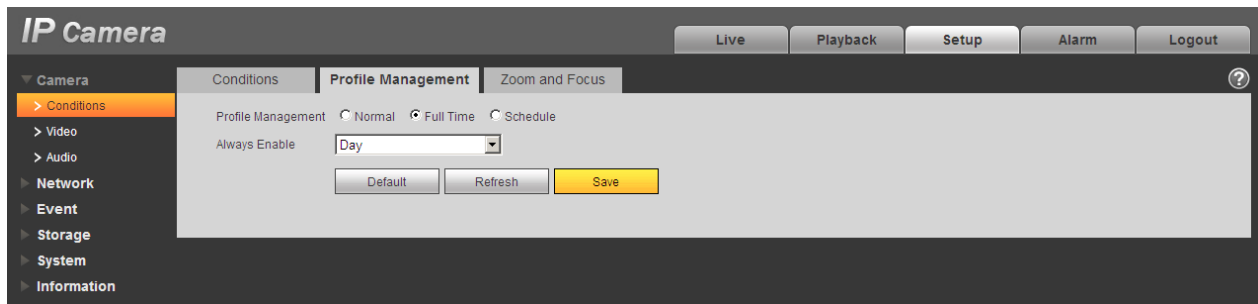 IP Camera
Live Playback Setup Alarm Logout
Camera
Conditions Profile Management Zoom and Focus ?
> Conditions
Profile Management Normal Full Time Schedule
> Video
Always Enable Day
> Audio
Default Refresh Save
Network
Event
Storage
System
Information